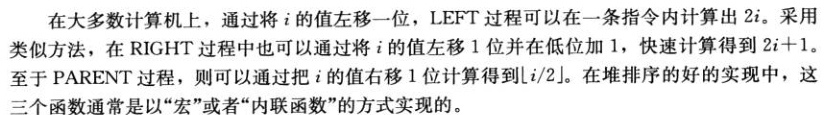 在大多数计算机上，通过将 i 的值左移一位，LEFT 过程可以在一条指令内计算出 2i。采用
类似方法，在 RIGHT 过程中也可以通过将 i 的值左移 1 位并在低位加 1，快速计算得到 2i+1。
至于 PARENT 过程，则可以通过把 i 的值右移 1 位计算得到⌊i/2⌋。在堆排序的好的实现中，这
三个函数通常是以“宏”或者“内联函数”的方式实现的。